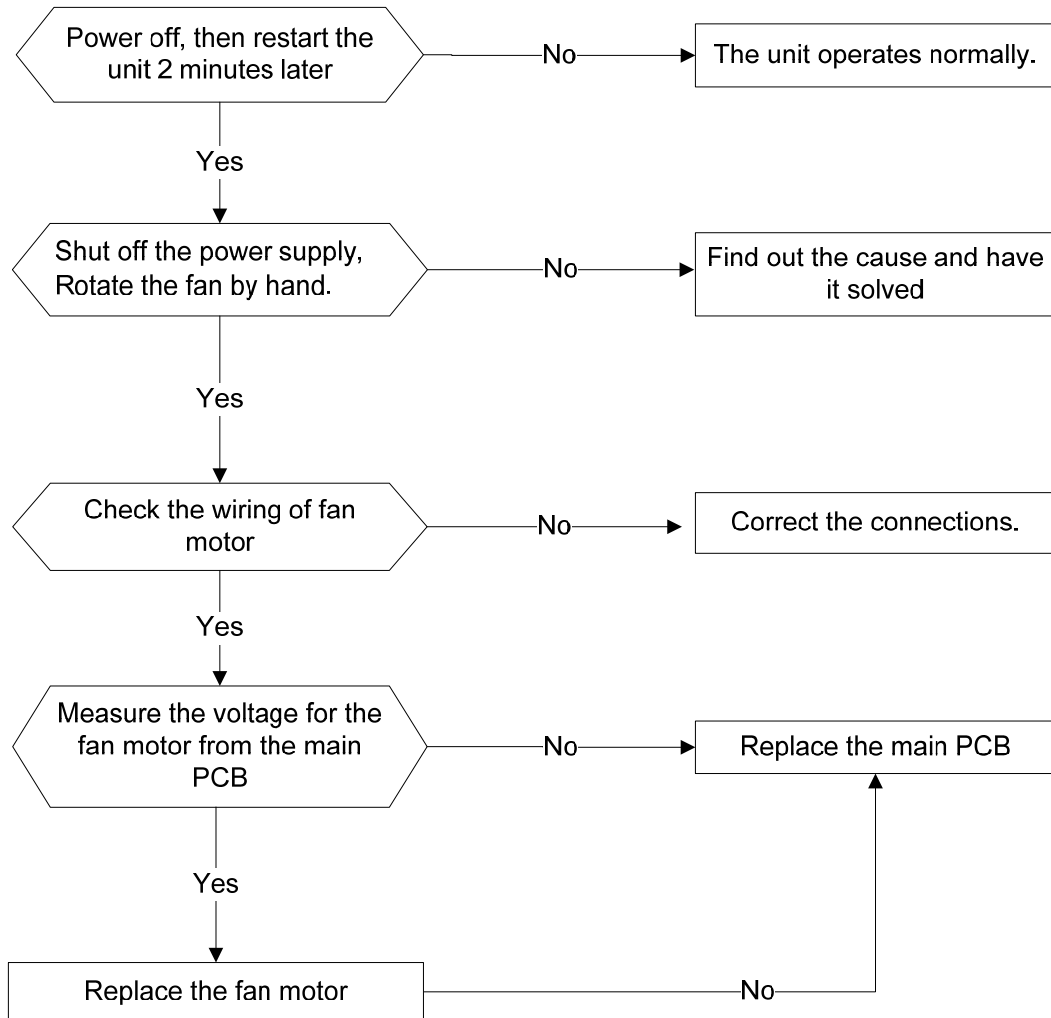 Power off, then restart the
unit 2 minutes later
No
The unit operates normally.
Yes
Shut off the power supply,
Rotate the fan by hand.
No
Find out the cause and have
it solved
Yes
Check the wiring of fan
motor
No
Correct the connections.
Yes
Measure the voltage for the
fan motor from the main
PCB
No
Replace the main PCB
Yes
Replace the fan motor
No